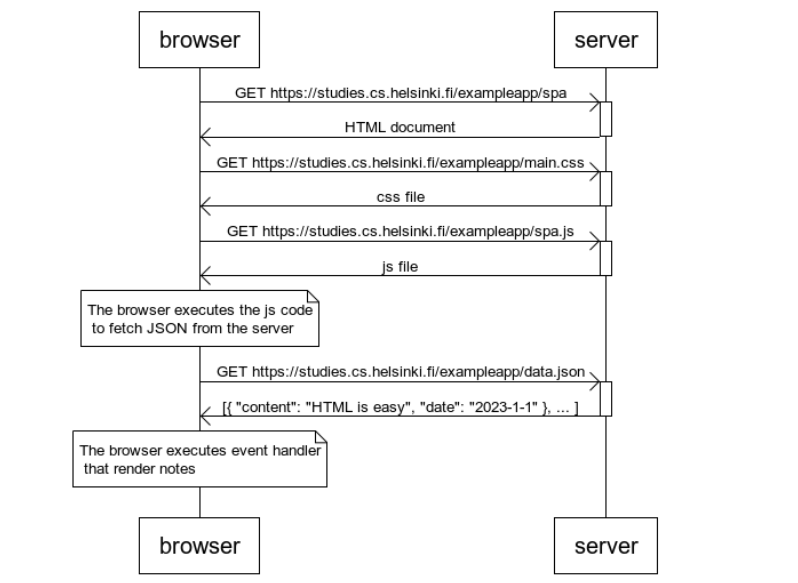 browser server
GET https://studies.cs.helsinki.fi/exampleapp/spa
HTML document
GET https://studies.cs.helsinki.fi/exampleapp/main.css
css file
GET https://studies.cs.helsinki.fi/exampleapp/spa.js
js file
The browser executes the js code
to fetch JSON from the server
GET https://studies.cs.helsinki.fi/exampleapp/data.json
[{ "content": "HTML is easy", "date": "2023-1-1" }, ... ]
The browser executes event handler
that render notes
browser server